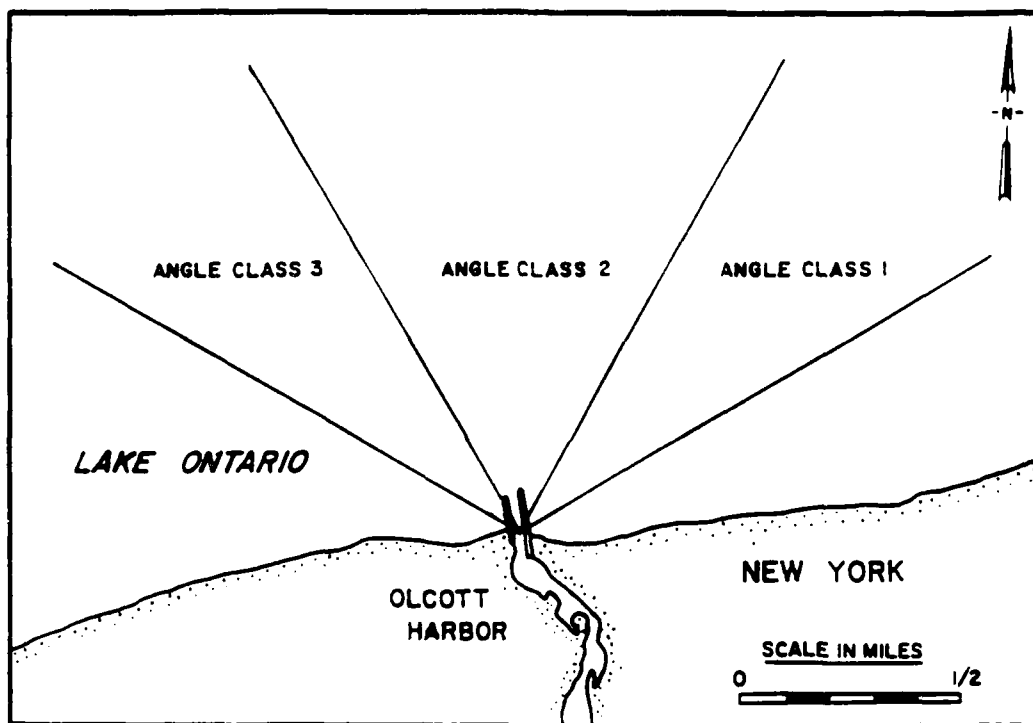 -N-
ANGLE CLASS 3
ANGLE CLASS 2
ANGLE CLASS 1
LAKE ONTARIO
NEW YORK
OLCOTT
HARBOR
SCALE IN MILES
0 1/2